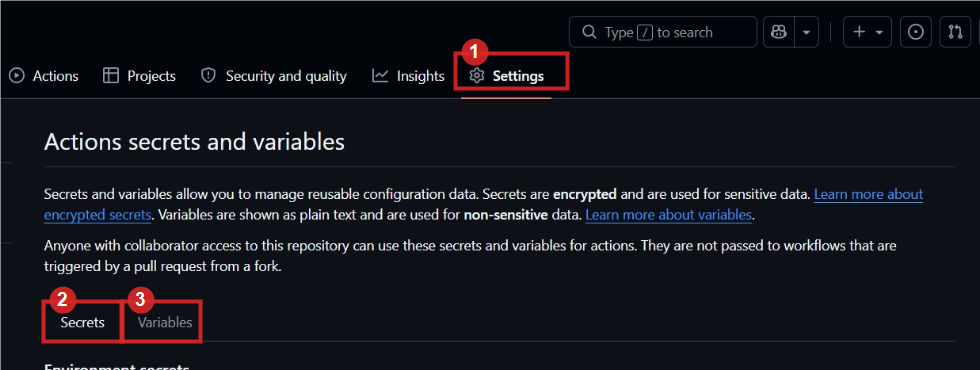 Type / to search
1
Actions Projects Security and quality Insights Settings
Actions secrets and variables
Secrets and variables allow you to manage reusable configuration data. Secrets are encrypted and are used for sensitive data. Learn more about
encrypted secrets. Variables are shown as plain text and are used for non-sensitive data. Learn more about variables.
Anyone with collaborator access to this repository can use these secrets and variables for actions. They are not passed to workflows that are
triggered by a pull request from a fork.
2 3
Secrets Variables
Environment secrets